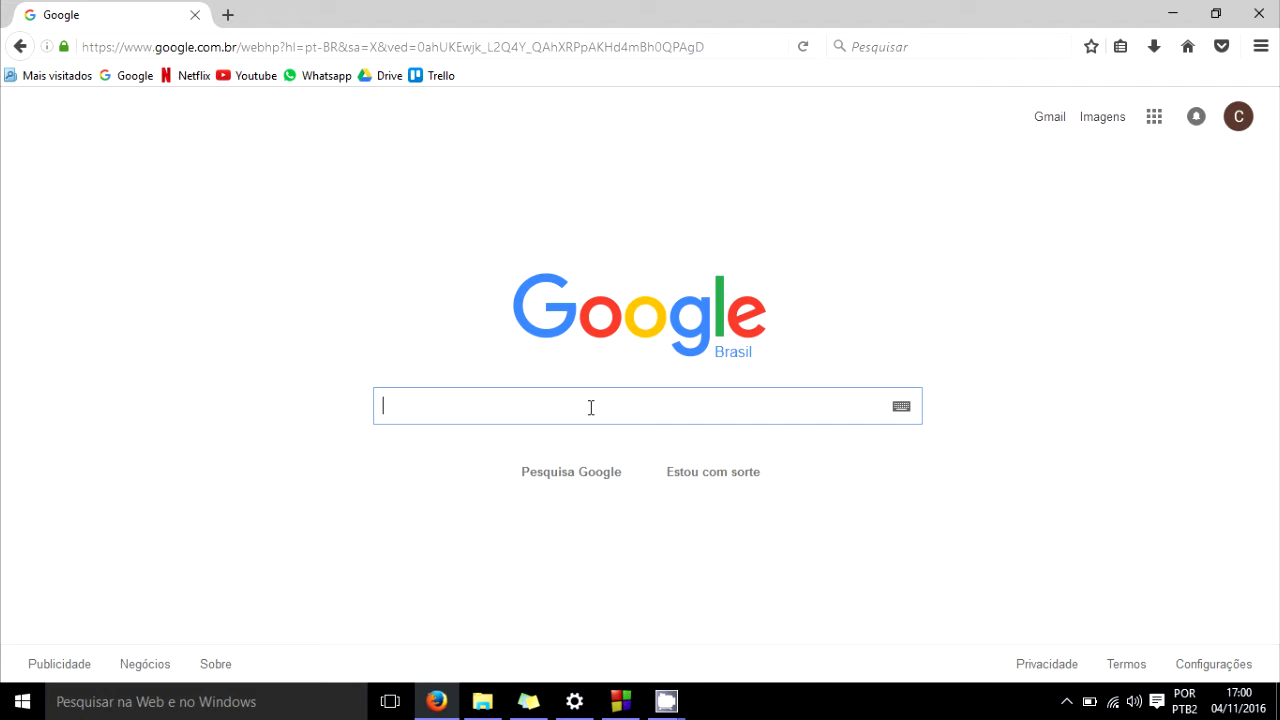 Google
https://www.google.com.br/webhp?hl=pt-BR&sa=X&ved=0ahUKEwjk_L2Q4Y_QAhXRPpAKHd4mBh0QPAgD
Pesquisar
Mais visitados Google Netflix Youtube Whatsapp Drive Trello
Gmail Imagens C
Google
Brasil
Pesquisa Google Estou com sorte
Publicidade Negócios Sobre Privacidade Termos Configurações
Pesquisar na Web e no Windows
POR 17:00
PTB2 04/11/2016